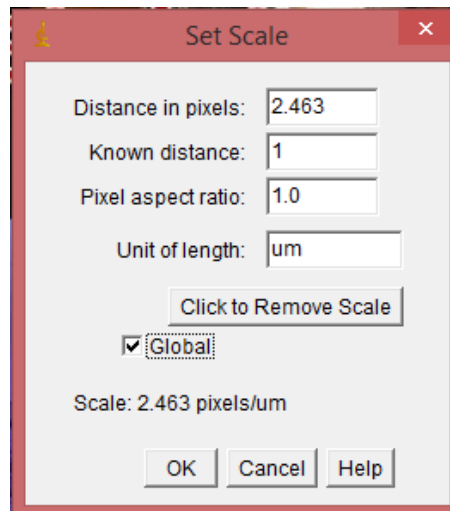 Set Scale
Distance in pixels: 2.463
Known distance: 1
Pixel aspect ratio: 1.0
Unit of length: um
Click to Remove Scale
Global
Scale: 2.463 pixels/um
OK Cancel Help